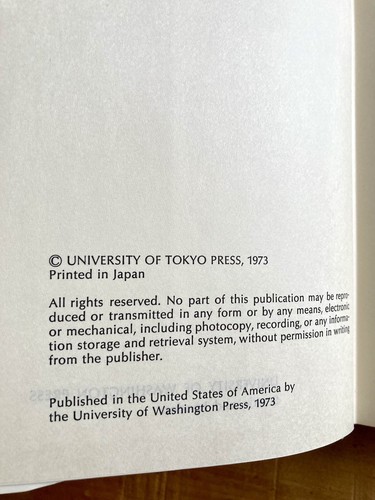 © UNIVERSITY OF TOKYO PRESS, 1973
Printed in Japan
All rights reserved. No part of this publication may be repro-
duced or transmitted in any form or by any means, electronic
or mechanical, including photocopy, recording, or any informa-
tion storage and retrieval system, without permission in writing
from the publisher.
Published in the United States of America by
the University of Washington Press, 1973